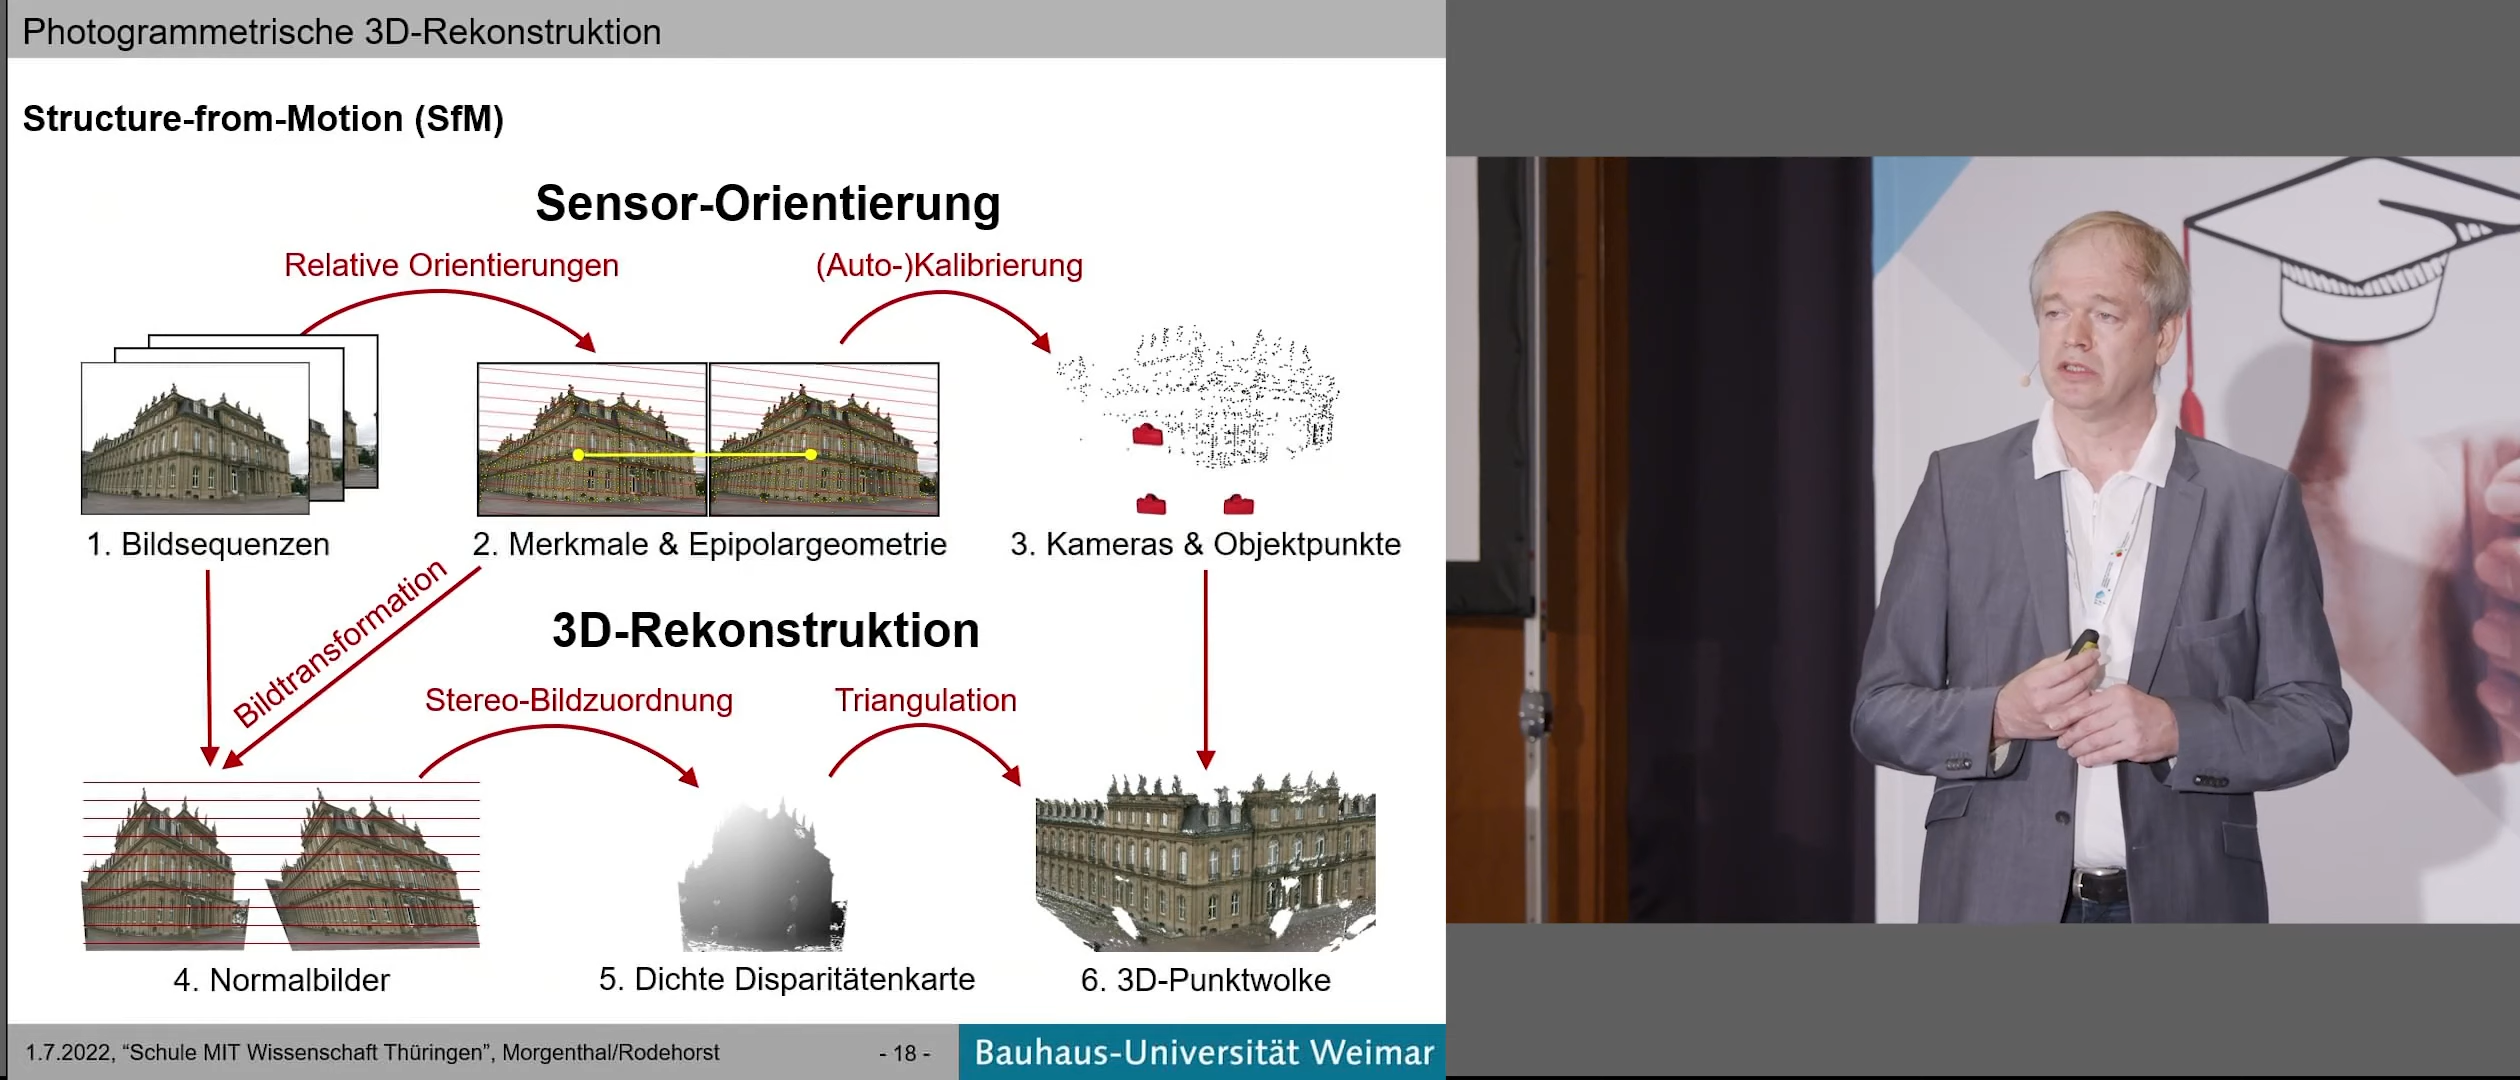 Photogrammetrische 3D-Rekonstruktion
Structure-from-Motion (SfM)
Sensor-Orientierung
Relative Orientierungen
(Auto-)Kalibrierung
1. Bildsequenzen
2. Merkmale & Epipolargeometrie
3. Kameras & Objektpunkte
Bildtransformation
3D-Rekonstruktion
Stereo-Bildzuordnung
Triangulation
4. Normalbilder
5. Dichte Disparitätenkarte
6. 3D-Punktwolke
1.7.2022, “Schule MIT Wissenschaft Thüringen”, Morgenthal/Rodehorst
- 18 -
Bauhaus-Universität Weimar